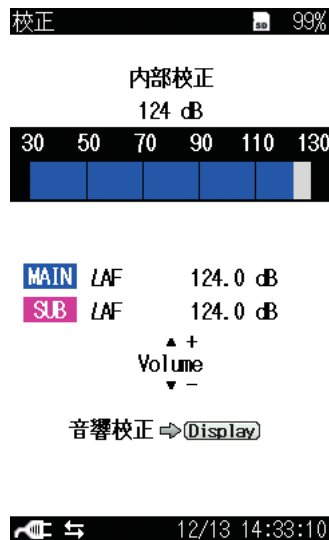 校正 SD 99%
内部校正
124 dB
30 50 70 90 110 130
MAIN LAF 124.0 dB
SUB LAF 124.0 dB
▲ +
Volume
▼ -
音響校正 ⇨ Display
12/13 14:33:10